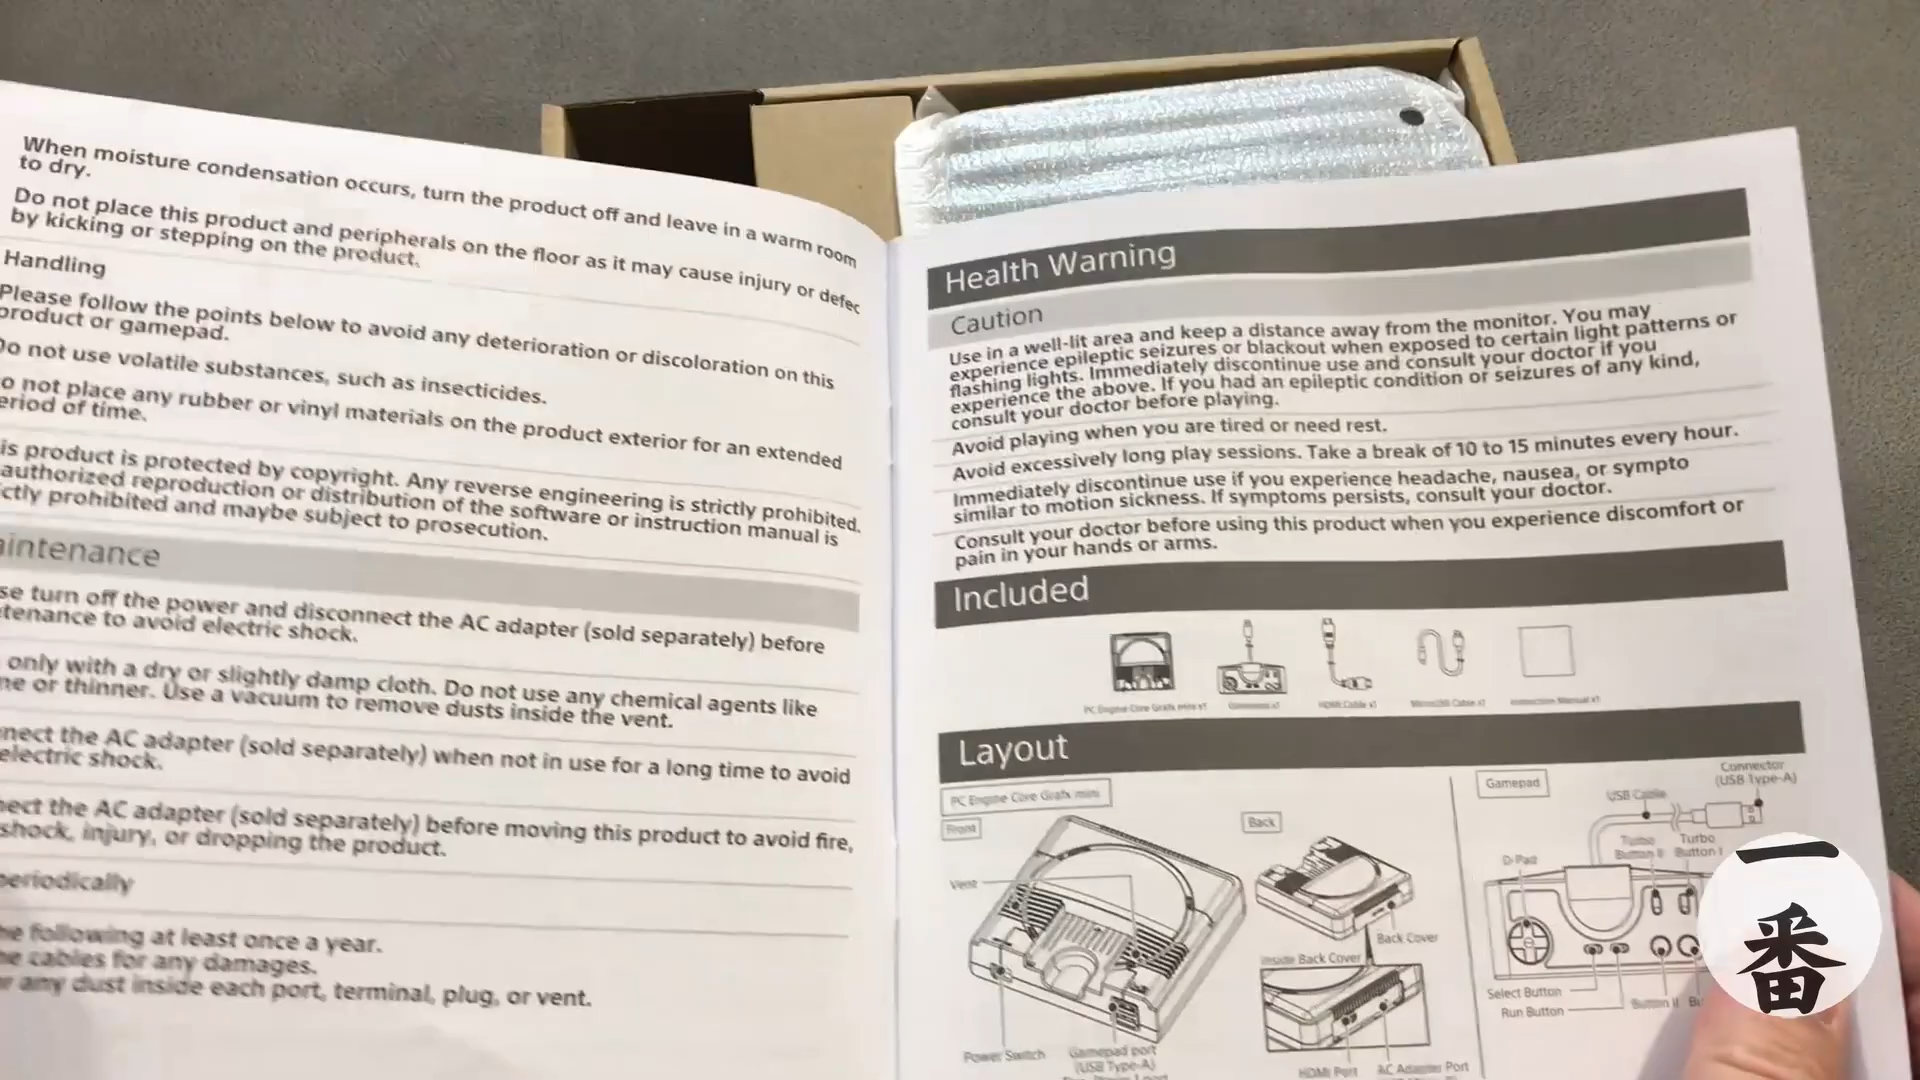 When moisture condensation occurs, turn the product off and leave in a warm room
to dry.
Do not place this product and peripherals on the floor as it may cause injury or defec
by kicking or stepping on the product.
Handling
Please follow the points below to avoid any deterioration or discoloration on this
product or gamepad.
Do not use volatile substances, such as insecticides.
o not place any rubber or vinyl materials on the product exterior for an extended
eriod of time.
is product is protected by copyright. Any reverse engineering is strictly prohibited.
authorized reproduction or distribution of the software or instruction manual is
ctly prohibited and maybe subject to prosecution.
aintenance
se turn off the power and disconnect the AC adapter (sold separately) before
tenance to avoid electric shock.
only with a dry or slightly damp cloth. Do not use any chemical agents like
ne or thinner. Use a vacuum to remove dusts inside the vent.
nnect the AC adapter (sold separately) when not in use for a long time to avoid
electric shock.
nect the AC adapter (sold separately) before moving this product to avoid fire,
shock, injury, or dropping the product.
periodically
he following at least once a year.
he cables for any damages.
r any dust inside each port, terminal, plug, or vent.
Health Warning
Caution
Use in a well-lit area and keep a distance away from the monitor. You may
experience epileptic seizures or blackout when exposed to certain light patterns or
flashing lights. Immediately discontinue use and consult your doctor if you
experience the above. If you had an epileptic condition or seizures of any kind,
consult your doctor before playing.
Avoid playing when you are tired or need rest.
Avoid excessively long play sessions. Take a break of 10 to 15 minutes every hour.
Immediately discontinue use if you experience headache, nausea, or sympto
similar to motion sickness. If symptoms persists, consult your doctor.
Consult your doctor before using this product when you experience discomfort or
pain in your hands or arms.
Included
PC Engine Core Grafx mini x1
Gamepad x1
HDMI Cable x1
MicroUSB Cable x1
Instruction Manual x1
Layout
PC Engine Core Grafx mini
Front
Vent
Power Switch
Gamepad port
(USB Type-A)
Back
Back Cover
Inside Back Cover
HDMI Port
AC Adapter Port
Gamepad
Connector
(USB Type-A)
USB Cable
Turbo
Button II
Turbo
Button I
D-Pad
Select Button
Run Button
Button II
Bu
一
番